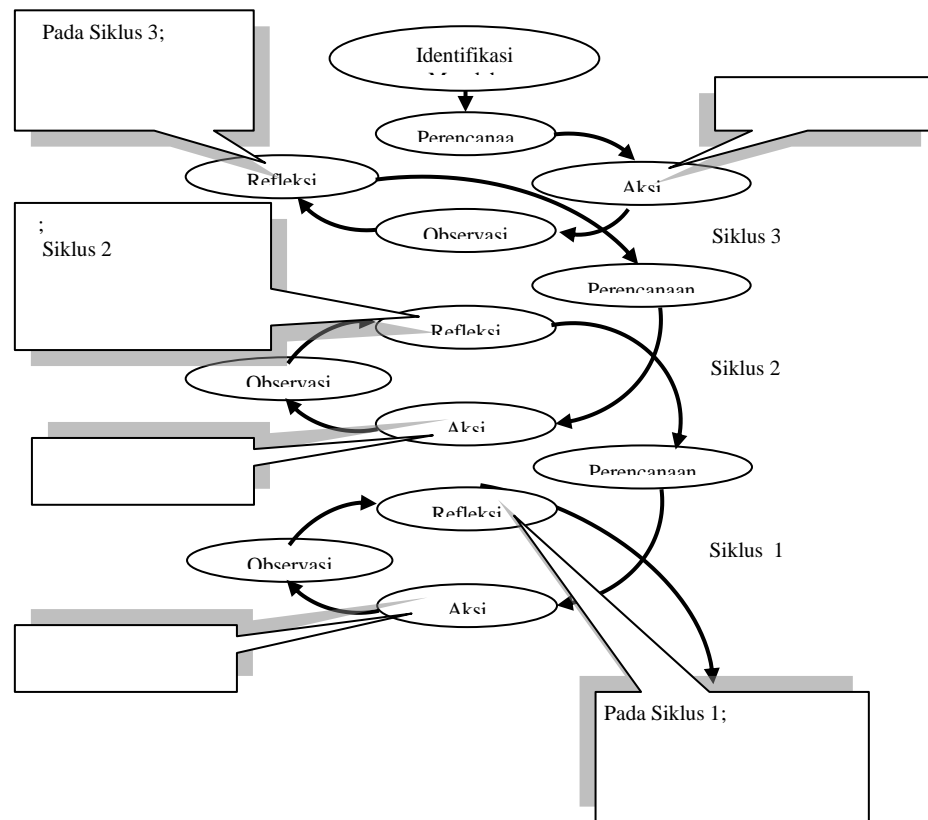 Pada Siklus 3;
Identifikasi
Perencanaa
Refleksi
Aksi
Observasi
Siklus 3
;
Siklus 2
Perencanaan
Refleksi
Siklus 2
Observasi
Aksi
Perencanaan
Refleksi
Siklus 1
Observasi
Aksi
Pada Siklus 1;